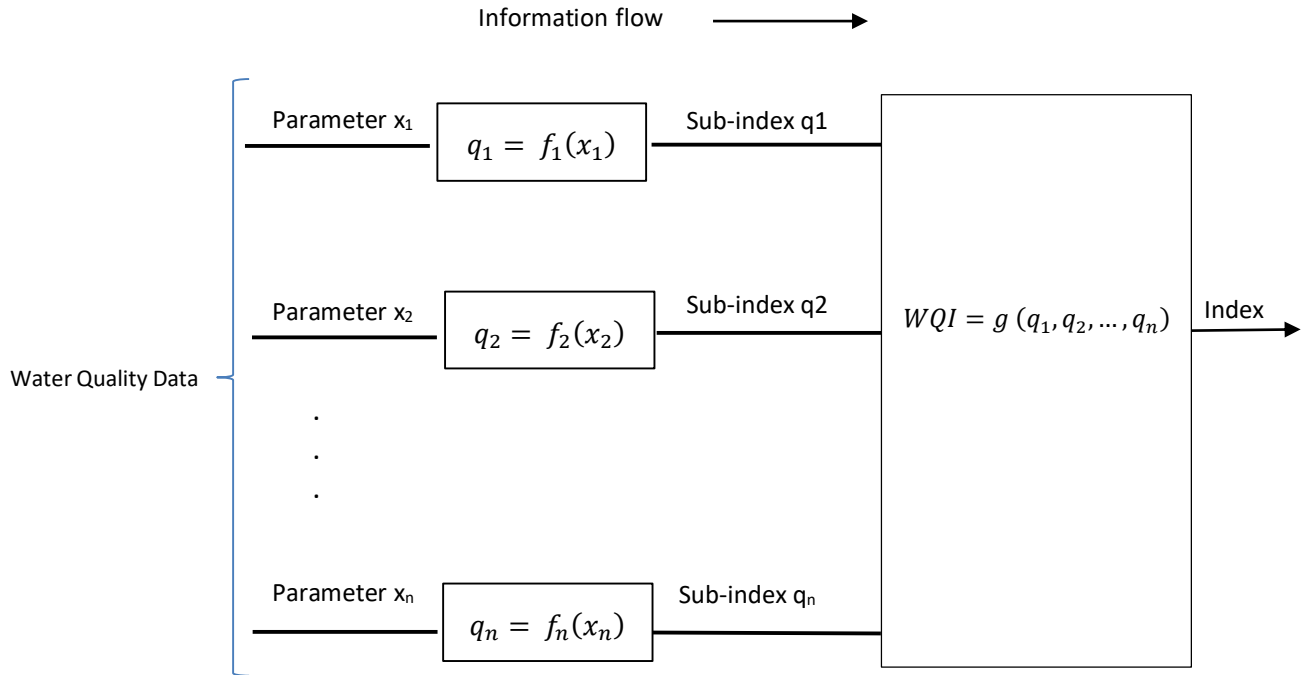 Information flow
Parameter x₁
q₁ = f₁(x₁)
Sub-index q1
Parameter x₂
q₂ = f₂(x₂)
Sub-index q2
WQI = g (q₁, q₂, … , qₙ)
Index
Water Quality Data
.
.
.
Parameter xₙ
qₙ = fₙ(xₙ)
Sub-index qₙ